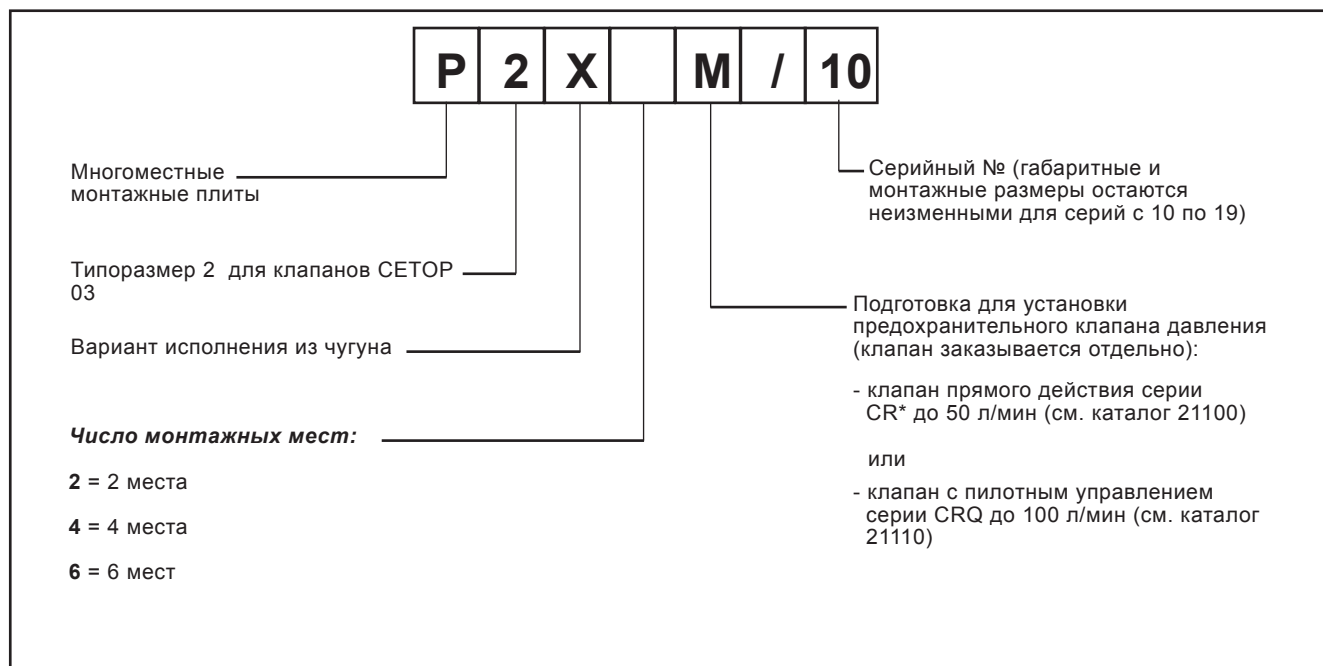 P 2 X M / 10
Многоместные
монтажные плиты
Типоразмер 2 для клапанов CETOP
03
Вариант исполнения из чугуна
Число монтажных мест:
2 = 2 места
4 = 4 места
6 = 6 мест
Серийный № (габаритные и
монтажные размеры остаются
неизменными для серий с 10 по 19)
Подготовка для установки
предохранительного клапана давления
(клапан заказывается отдельно):
- клапан прямого действия серии
CR* до 50 л/мин (см. каталог 21100)
или
- клапан с пилотным управлением
серии CRQ до 100 л/мин (см. каталог
21110)